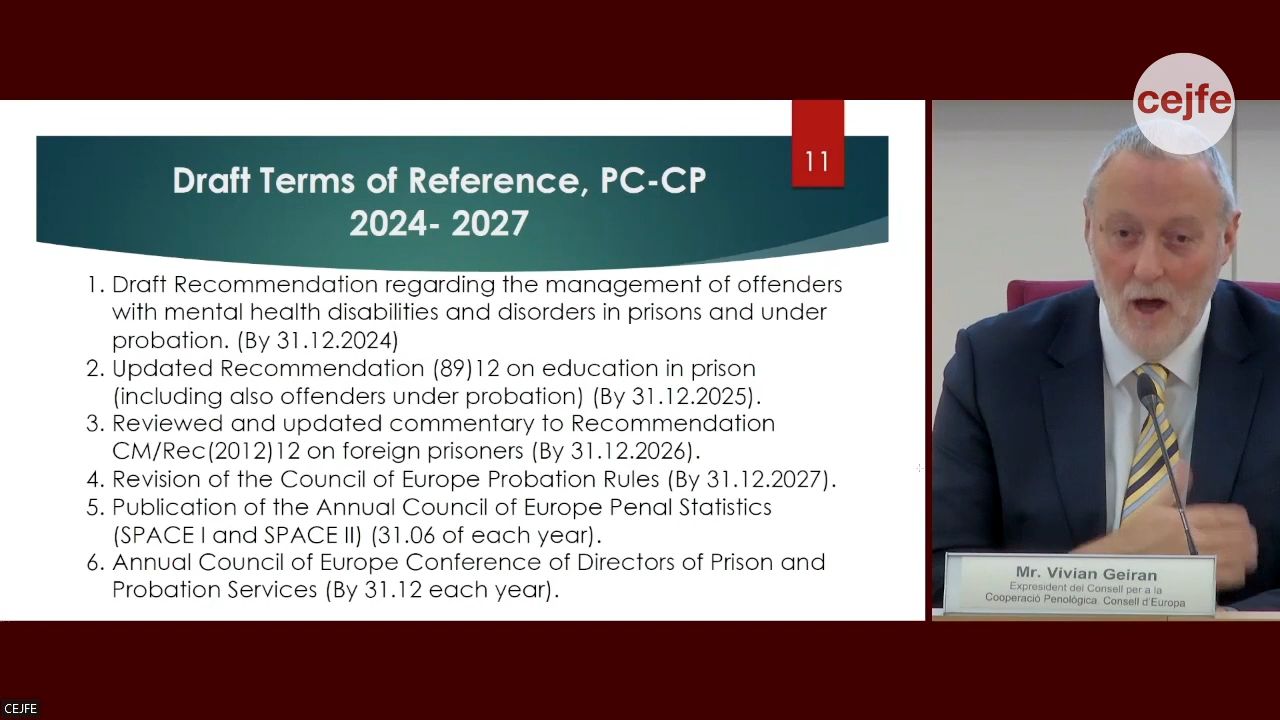 cejfe
11
Draft Terms of Reference, PC-CP
2024- 2027
1. Draft Recommendation regarding the management of offenders
with mental health disabilities and disorders in prisons and under
probation. (By 31.12.2024)
2. Updated Recommendation (89)12 on education in prison
(including also offenders under probation) (By 31.12.2025).
3. Reviewed and updated commentary to Recommendation
CM/Rec(2012)12 on foreign prisoners (By 31.12.2026).
4. Revision of the Council of Europe Probation Rules (By 31.12.2027).
5. Publication of the Annual Council of Europe Penal Statistics
(SPACE I and SPACE II) (31.06 of each year).
6. Annual Council of Europe Conference of Directors of Prison and
Probation Services (By 31.12 each year).
Mr. Vivian Geiran
Expresident del Consell per a la
Cooperació Penològica. Consell d'Europa
CEJFE